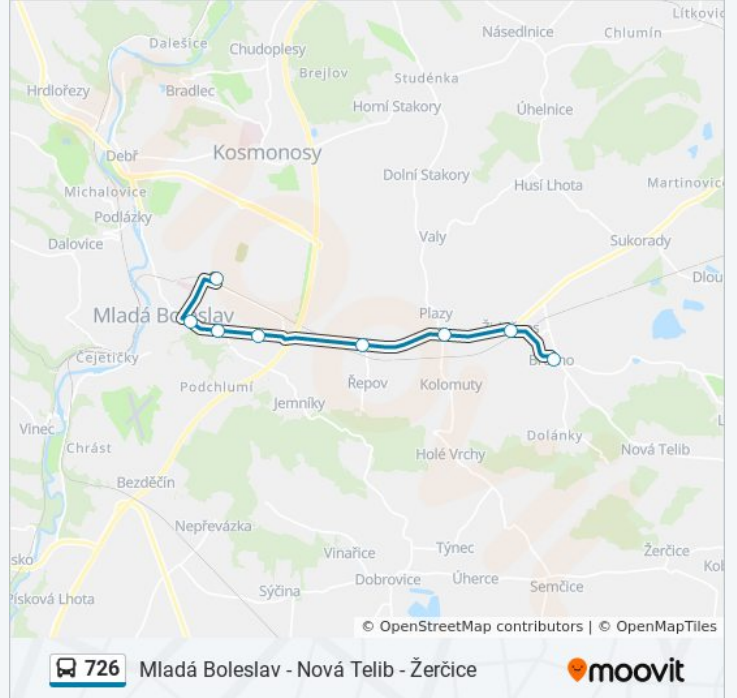 Lítkovic
Násedlnice
Chlumín
Dalešice
Chudoplesy
Brejlov
Studénka
Hrdlořezy
Bradlec
Horní Stakory
Úhelnice
Debř
Kosmonosy
Dolní Stakory
Husí Lhota
Martinovic
Michalovice
Podlázky
Valy
Sukorady
Dalovice
Dlou
Mladá Boleslav
Plazy
Čejetičky
Řepov
Kolomuty
Podchlumí
Jemníky
Vinec
Chrást
Dolánky
Nová Telib
Holé Vrchy
Bezděčín
Nepřevázka
Vinařice
Týnec
Žerčice
sko
Sýčina
Dobrovice
Úherce
Semčice
Písková Lhota
© OpenStreetMap contributors | © OpenMapTiles
726 Mladá Boleslav - Nová Telib - Žerčice
moovit